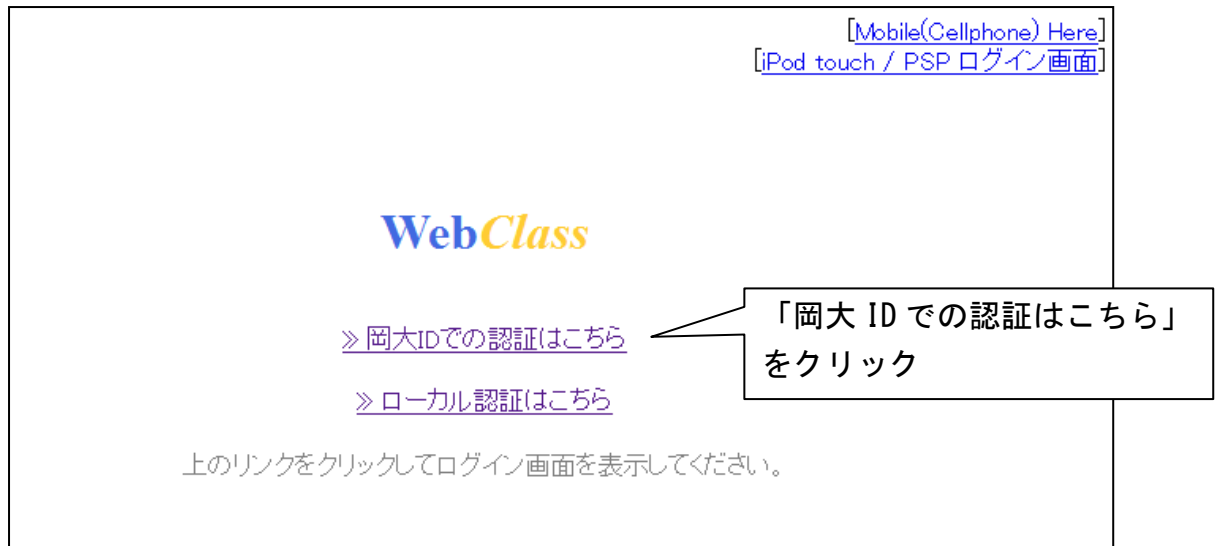 [Mobile(Cellphone) Here]
[iPod touch / PSP ログイン画面]
WebClass
≫ 岡大IDでの認証はこちら
「岡大 ID での認証はこちら」
をクリック
≫ ローカル認証はこちら
上のリンクをクリックしてログイン画面を表示してください。